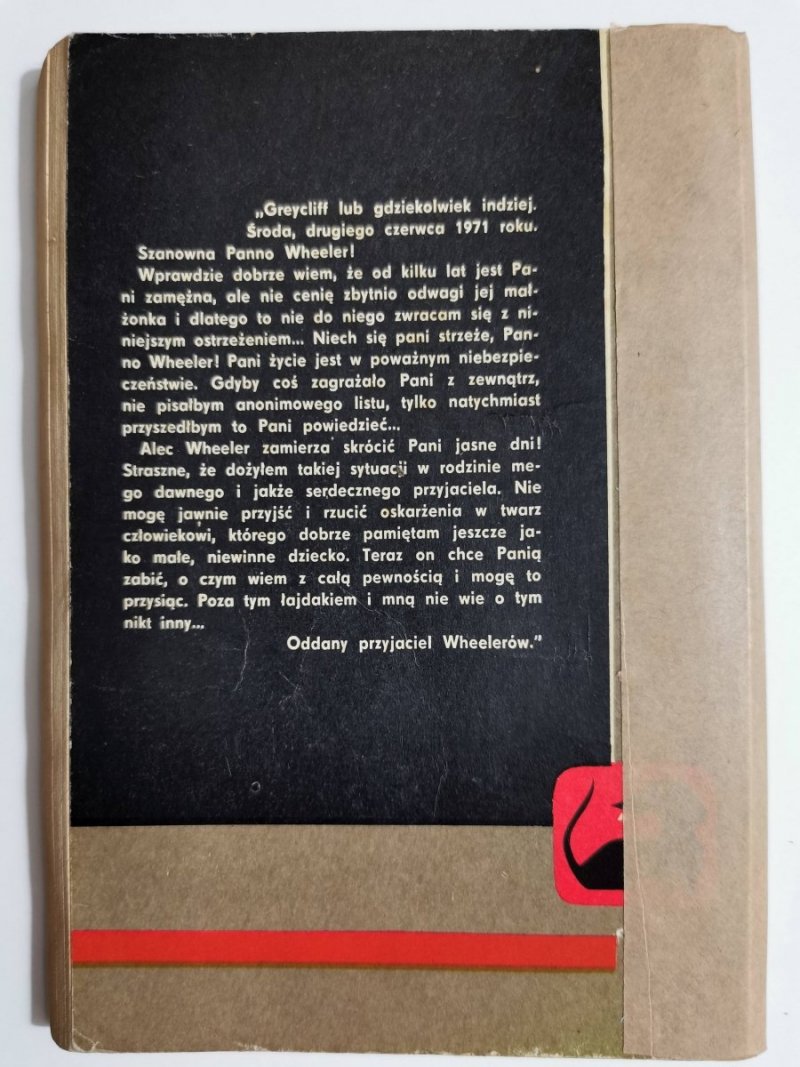 „Greycliff lub gdziekolwiek indziej.
Środa, drugiego czerwca 1971 roku.
Szanowna Panno Wheeler!
Wprawdzie dobrze wiem, że od kilku lat jest Pa-
ni zamężna, ale nie cenię zbytnio odwagi jej mał-
żonka i dlatego to nie do niego zwracam się z ni-
niejszym ostrzeżeniem... Niech się pani strzeże, Pan-
no Wheeler! Pani życie jest w poważnym niebezpie-
czeństwie. Gdyby coś zagrażało Pani z zewnątrz,
nie pisałbym anonimowego listu, tylko natychmiast
przyszedłbym to Pani powiedzieć...
Alec Wheeler zamierza skrócić Pani jasne dni!
Straszne, że dożyłem takiej sytuacji w rodzinie me-
go dawnego i jakże serdecznego przyjaciela. Nie
mogę jawnie przyjść i rzucić oskarżenia w twarz
człowiekowi, którego dobrze pamiętam jeszcze ja-
ko małe, niewinne dziecko. Teraz on chce Panią
zabić, o czym wiem z całą pewnością i mogę to
przysiąc. Poza tym łajdakiem i mną nie wie o tym
nikt inny...
Oddany przyjaciel Wheelerów.”